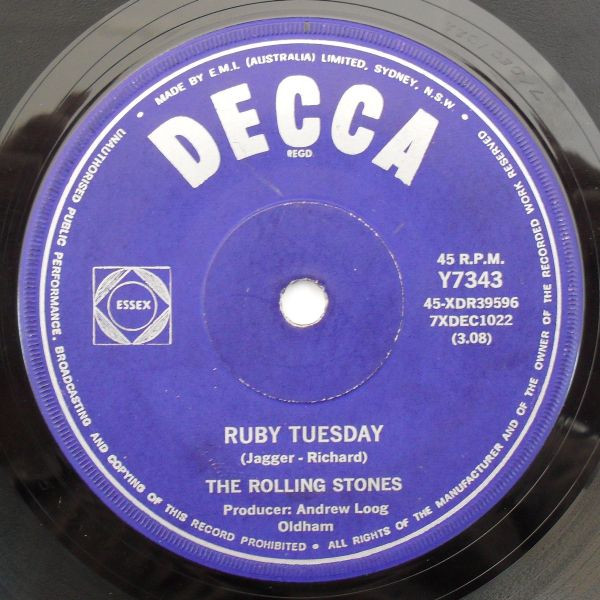 MADE BY E.M.I. (AUSTRALIA) LIMITED, SYDNEY, N.S.W.
DECCA
REGD
45 R.P.M.
Y7343
45-XDR39596
7XDEC1022
(3.08)
ESSEX
RUBY TUESDAY
(Jagger - Richard)
THE ROLLING STONES
Producer: Andrew Loog
Oldham
UNAUTHORISED PUBLIC PERFORMANCE, BROADCASTING AND COPYING OF THIS RECORD PROHIBITED • ALL RIGHTS OF THE MANUFACTURER AND OF THE OWNER OF THE RECORDED WORK RESERVED